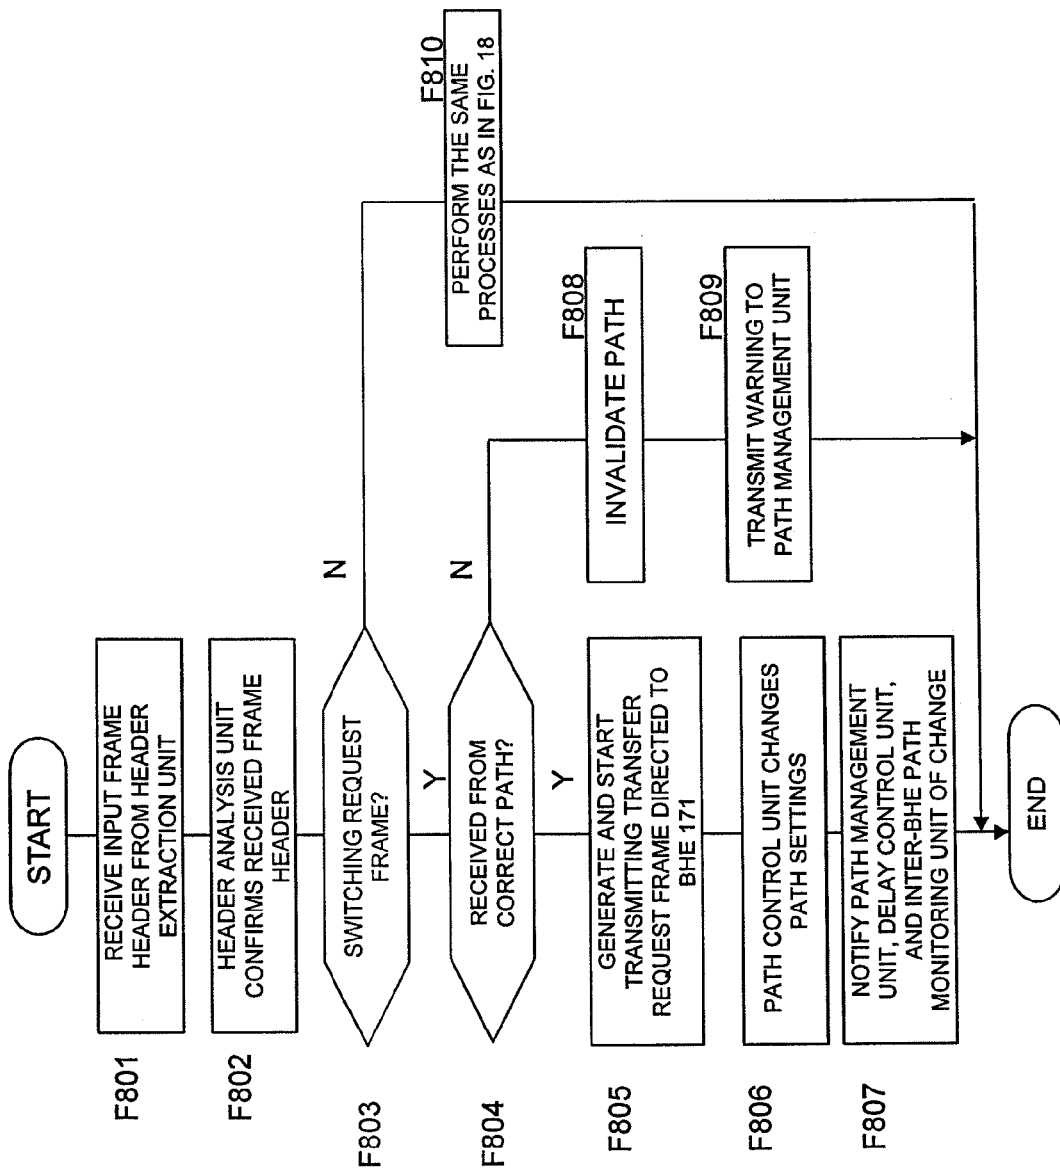 START
F801
RECEIVE INPUT FRAME
HEADER FROM HEADER
EXTRACTION UNIT
F802
HEADER ANALYSIS UNIT
CONFIRMS RECEIVED FRAME
HEADER
F803
SWITCHING REQUEST
FRAME?
N
Y
F810
PERFORM THE SAME
PROCESSES AS IN FIG. 18
F804
RECEIVED FROM
CORRECT PATH?
N
Y
F808
INVALIDATE PATH
F809
TRANSMIT WARNING TO
PATH MANAGEMENT UNIT
F805
GENERATE AND START
TRANSMITTING TRANSFER
REQUEST FRAME DIRECTED TO
BHE 171
F806
PATH CONTROL UNIT CHANGES
PATH SETTINGS
F807
NOTIFY PATH MANAGEMENT
UNIT, DELAY CONTROL UNIT,
AND INTER-BHE PATH
MONITORING UNIT OF CHANGE
END